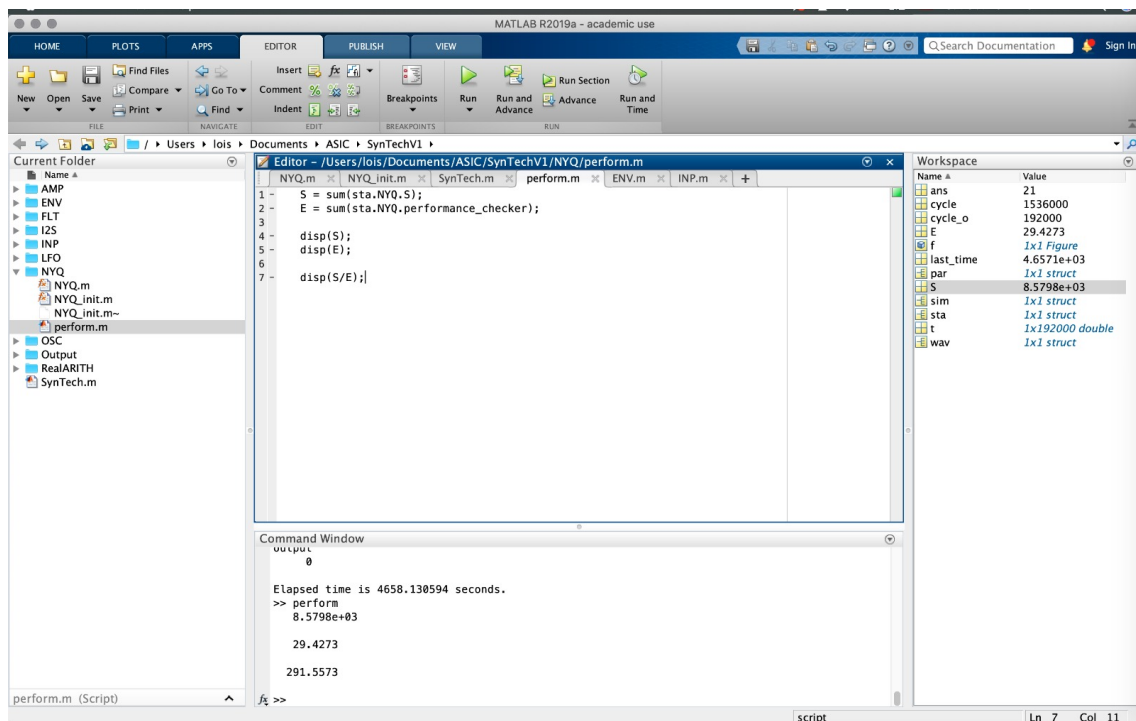 MATLAB R2019a - academic use
HOME PLOTS APPS EDITOR PUBLISH VIEW
Search Documentation
Sign In
New Open Save
Find Files
Compare
Print
FILE
Go To
Find
NAVIGATE
Insert
Comment
Indent
EDIT
Breakpoints
BREAKPOINTS
Run
Run and Advance
Run Section
Advance
Run and Time
RUN
/ Users lois Documents ASIC SynTechV1
Current Folder
Name
AMP
ENV
FLT
I2S
INP
LFO
NYQ
NYQ.m
NYQ_init.m
NYQ_init.m~
perform.m
OSC
Output
RealARITH
SynTech.m
perform.m (Script)
Editor - /Users/lois/Documents/ASIC/SynTechV1/NYQ/perform.m
NYQ.m NYQ_init.m SynTech.m perform.m ENV.m INP.m +
1 - S = sum(sta.NYQ.S);
2 - E = sum(sta.NYQ.performance_checker);
3
4 - disp(S);
5 - disp(E);
6
7 - disp(S/E);
Command Window
output
0
Elapsed time is 4658.130594 seconds.
>> perform
8.5798e+03
29.4273
291.5573
fx >>
Workspace
Name Value
ans 21
cycle 1536000
cycle_o 192000
E 29.4273
f 1x1 Figure
last_time 4.6571e+03
par 1x1 struct
S 8.5798e+03
sim 1x1 struct
sta 1x1 struct
t 1x192000 double
wav 1x1 struct
script Ln 7 Col 11